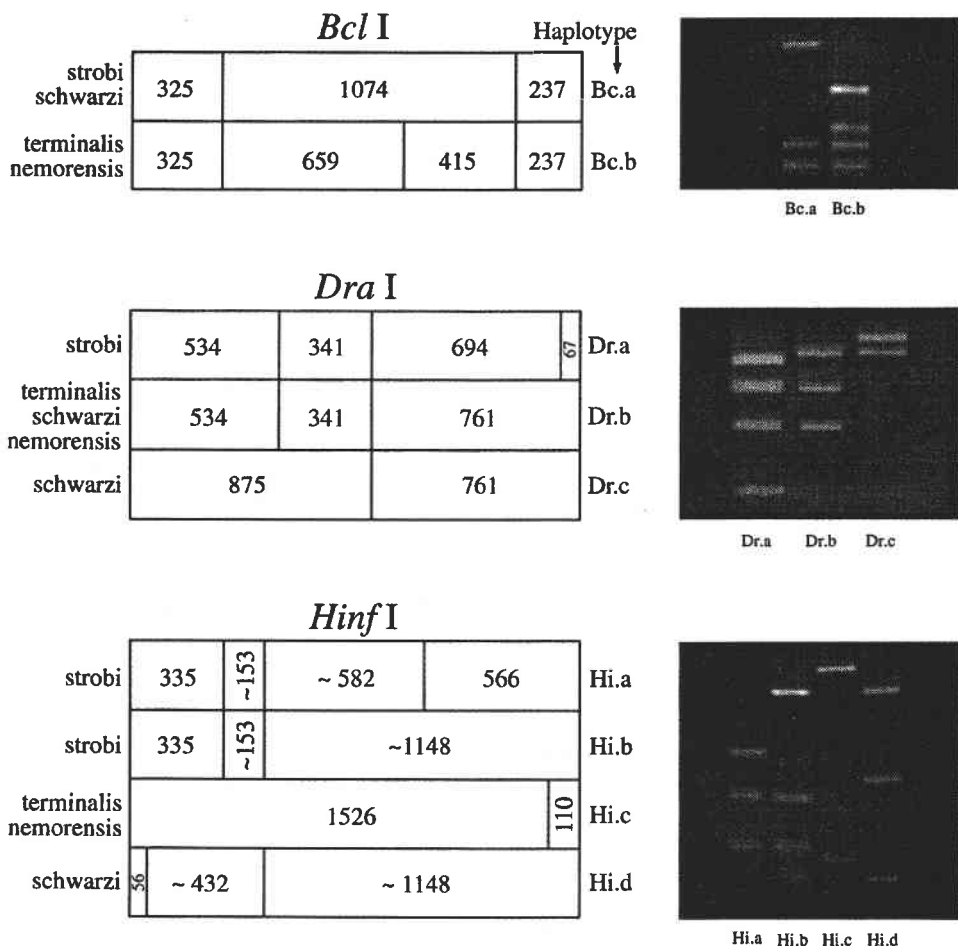 Bcl I
Haplotype
strobi
schwarzi
325 1074 237 Bc.a
terminalis
nemorensis
325 659 415 237 Bc.b
Bc.a Bc.b
Dra I
strobi 534 341 694 67 Dr.a
terminalis
schwarzi
nemorensis
534 341 761 Dr.b
schwarzi 875 761 Dr.c
Dr.a Dr.b Dr.c
Hinf I
strobi 335 ~153 ~ 582 566 Hi.a
strobi 335 ~153 ~1148 Hi.b
terminalis
nemorensis
1526 110 Hi.c
schwarzi 56 ~ 432 ~ 1148 Hi.d
Hi.a Hi.b Hi.c Hi.d